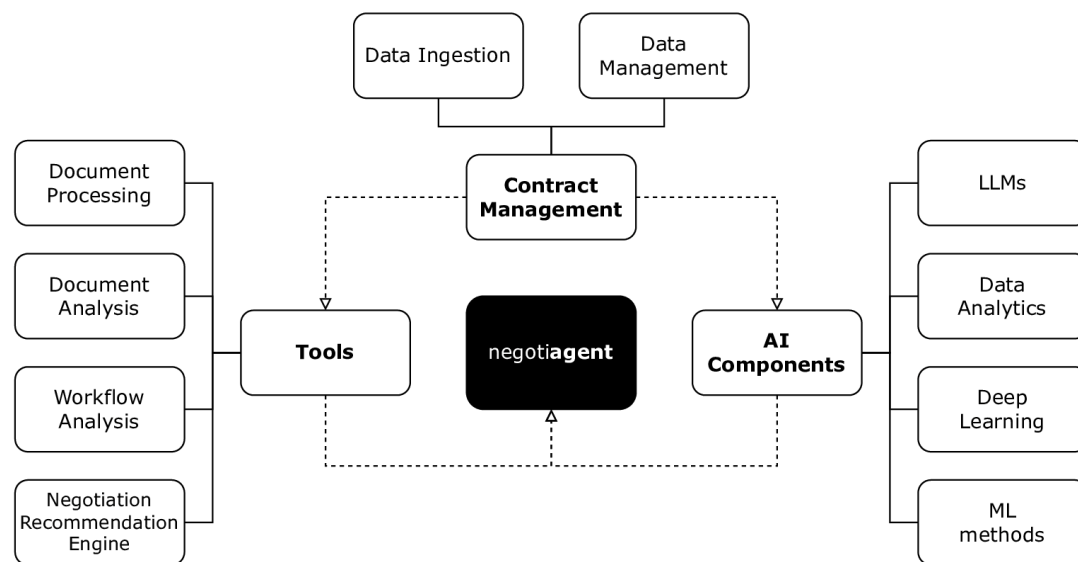 Data Ingestion
Data
Management
Contract
Management
Document
Processing
Document
Analysis
Workflow
Analysis
Negotiation
Recommendation
Engine
Tools
negotiagent
AI
Components
LLMs
Data
Analytics
Deep
Learning
ML
methods